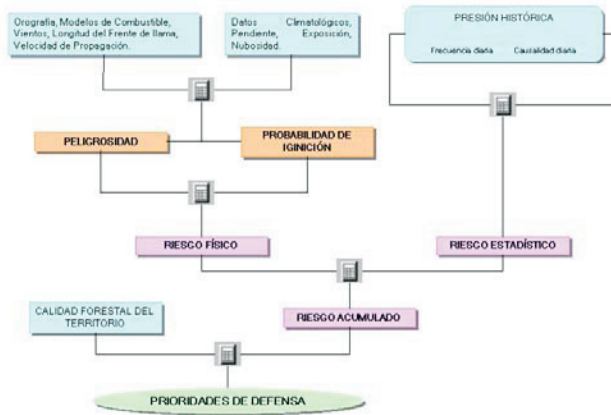 Orografía, Modelos de Combustible,
Vientos, Longitud del Frente de llama,
Velocidad de Propagación.
Datos Climatológicos,
Pendiente, Exposición,
Nubosidad.
PRESIÓN HISTÓRICA
Frecuencia diaria Causalidad diaria
PELIGROSIDAD
PROBABILIDAD DE
IGINICIÓN
RIESGO FÍSICO
RIESGO ESTADÍSTICO
CALIDAD FORESTAL DEL
TERRITORIO
RIESGO ACUMULADO
PRIORIDADES DE DEFENSA